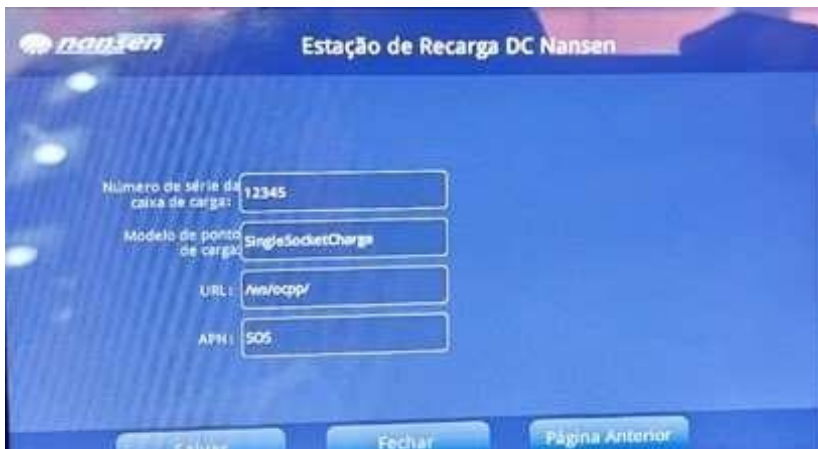 nansen
Estação de Recarga DC Nansen
Número de série da
caixa de carga:
12345
Modelo de ponto
de carga:
SingleSocketCharge
URL:
/ws/ocpp/
APN:
SOS
Salvar
Fechar
Página Anterior